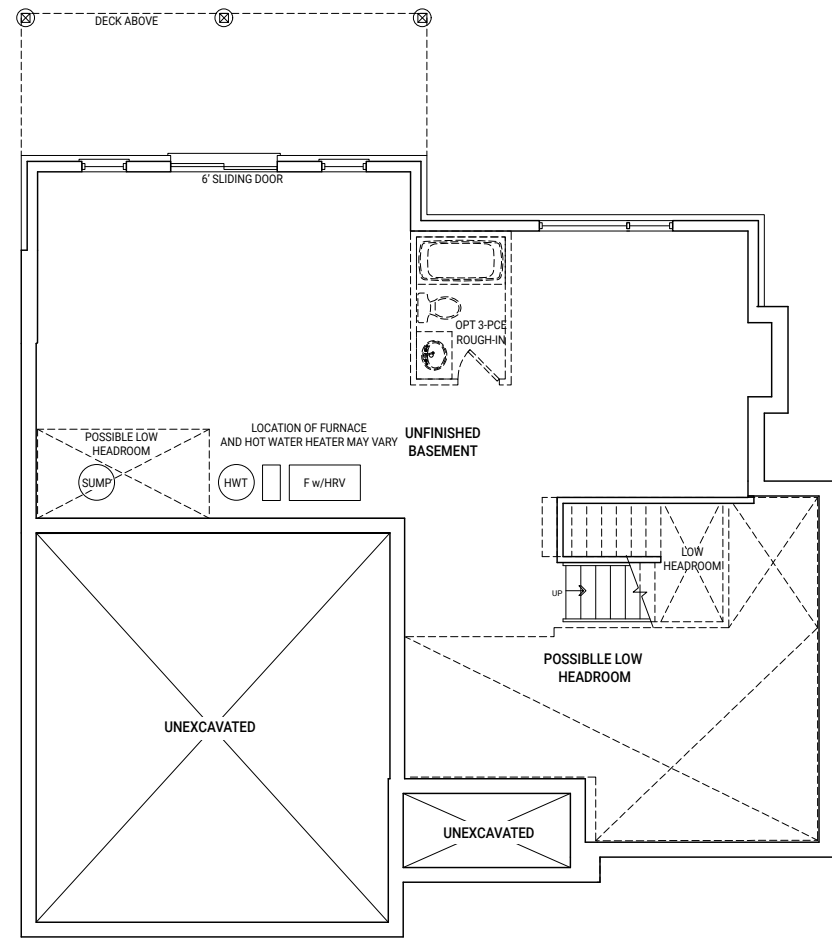 DECK ABOVE
6' SLIDING DOOR
OPT 3-PCE
ROUGH-IN
POSSIBLE LOW
HEADROOM
SUMP
LOCATION OF FURNACE
AND HOT WATER HEATER MAY VARY
HWT
F w/HRV
UNFINISHED
BASEMENT
LOW
HEADROOM
UP
POSSIBLLE LOW
HEADROOM
UNEXCAVATED
UNEXCAVATED